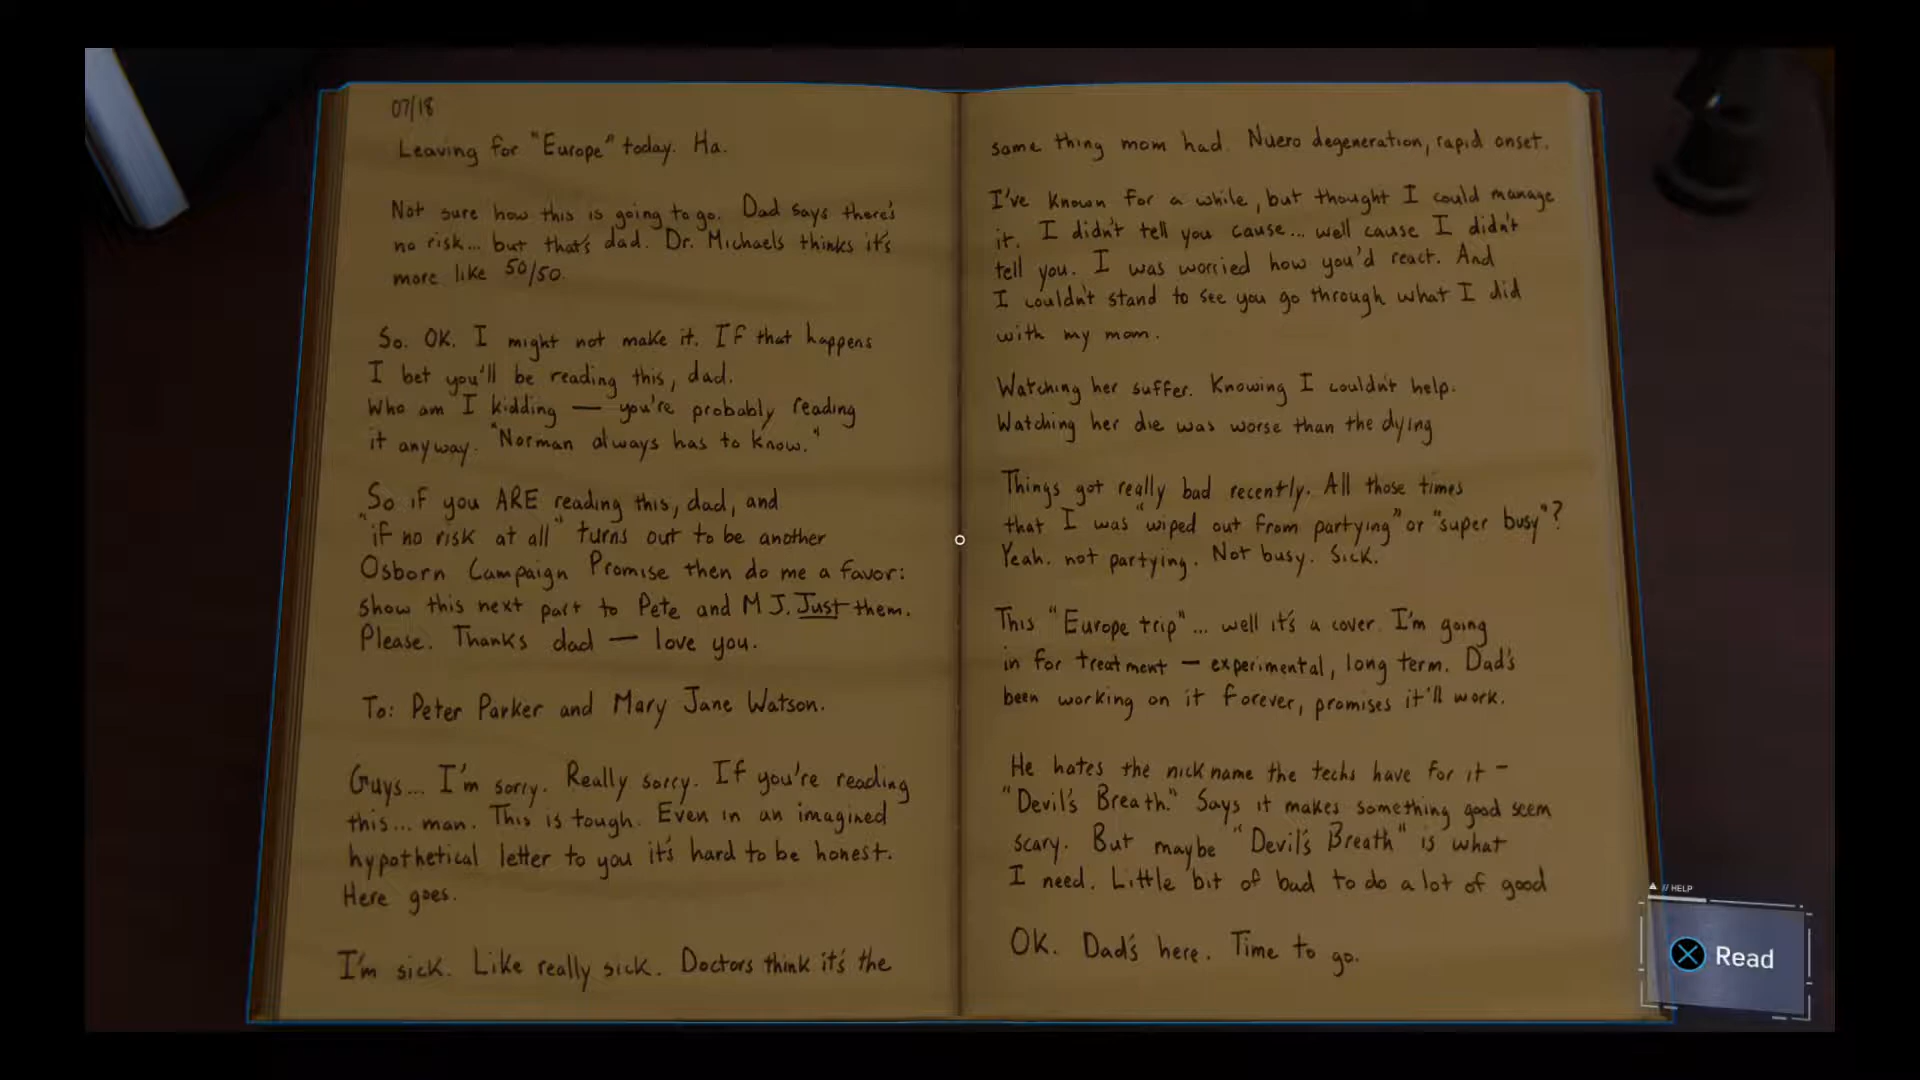 07/18
Leaving for "Europe" today. Ha.
Not sure how this is going to go. Dad says there's
no risk... but that's dad. Dr. Michaels thinks it's
more like 50/50.
So. OK. I might not make it. If that happens
I bet you'll be reading this, dad.
Who am I kidding — you're probably reading
it anyway. "Norman always has to know."
So if you ARE reading this, dad, and
"if no risk at all" turns out to be another
Osborn Campaign Promise then do me a favor:
show this next part to Pete and MJ. Just them.
Please. Thanks dad — love you.
To: Peter Parker and Mary Jane Watson.
Guys... I'm sorry. Really sorry. If you're reading
this... man. This is tough. Even in an imagined
hypothetical letter to you it's hard to be honest.
Here goes.
I'm sick. Like really sick. Doctors think it's the
same thing mom had. Nuero degeneration, rapid onset.
I've known for a while, but thought I could manage
it. I didn't tell you cause... well cause I didn't
tell you. I was worried how you'd react. And
I couldn't stand to see you go through what I did
with my mom.
Watching her suffer. Knowing I couldn't help.
Watching her die was worse than the dying
Things got really bad recently. All those times
that I was "wiped out from partying" or "super busy"?
Yeah. not partying. Not busy. Sick.
This "Europe trip"... well it's a cover. I'm going
in for treatment — experimental, long term. Dad's
been working on it forever, promises it'll work.
He hates the nickname the techs have for it -
"Devil's Breath." Says it makes something good seem
scary. But maybe "Devil's Breath" is what
I need. Little bit of bad to do a lot of good
OK. Dad's here. Time to go.
// HELP
Read